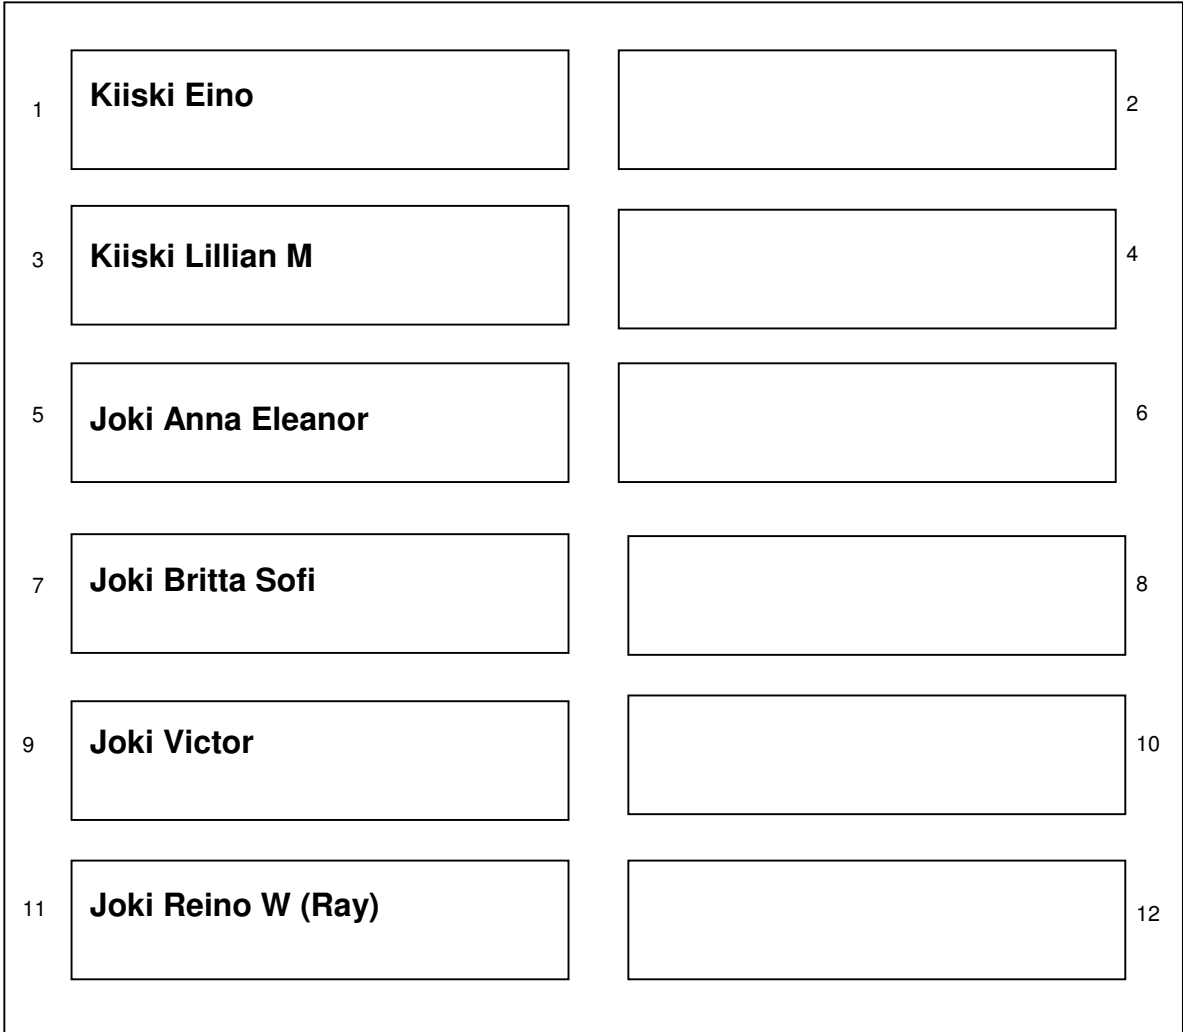 1 Kiiski Eino 2
3 Kiiski Lillian M 4
5 Joki Anna Eleanor 6
7 Joki Britta Sofi 8
9 Joki Victor 10
11 Joki Reino W (Ray) 12